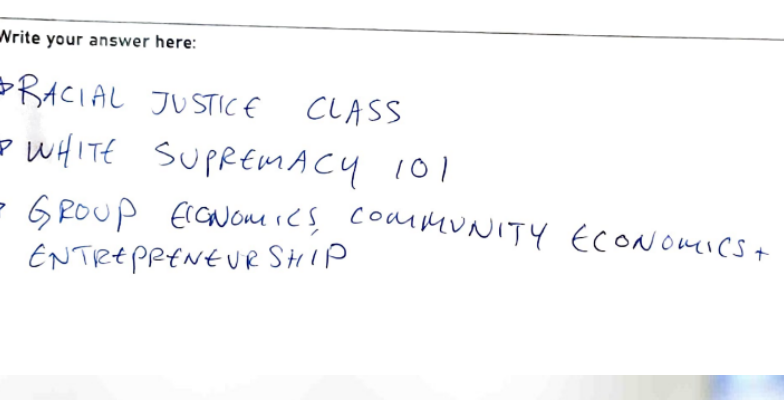 Write your answer here:
RACIAL JUSTICE CLASS
WHITE SUPREMACY 101
GROUP ECONOMICS, COMMUNITY ECONOMICS +
ENTREPRENEURSHIP